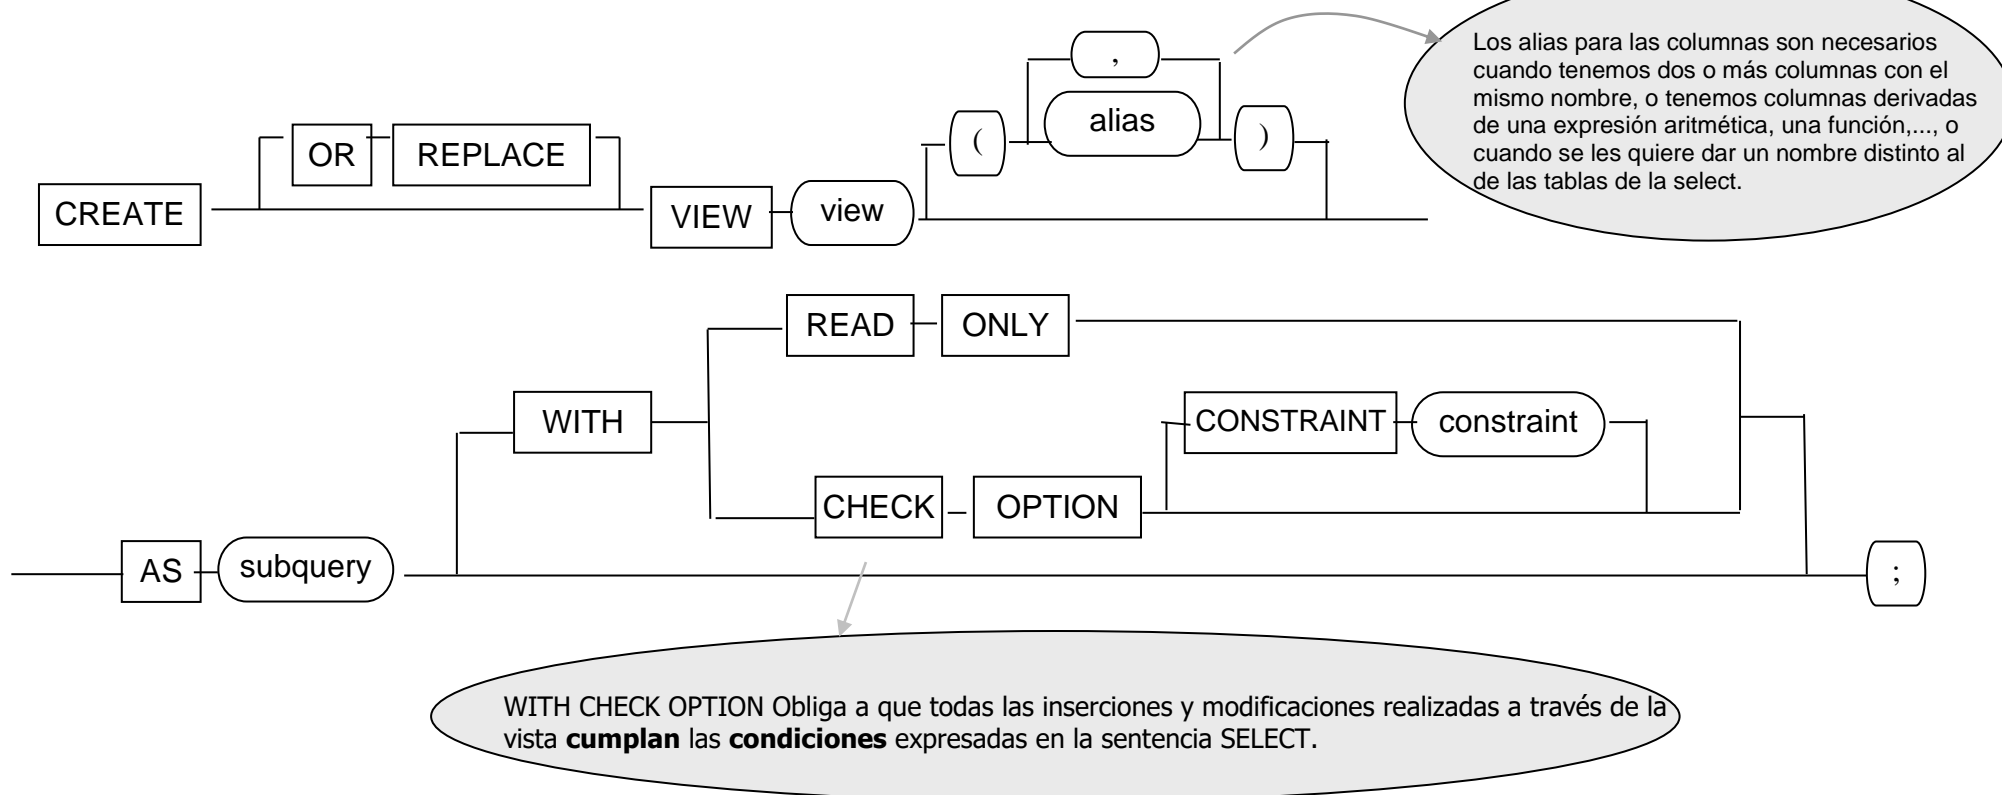 ,
Los alias para las columnas son necesarios
cuando tenemos dos o más columnas con el
mismo nombre, o tenemos columnas derivadas
de una expresión aritmética, una función,..., o
cuando se les quiere dar un nombre distinto al
de las tablas de la select.
OR REPLACE ( alias )
CREATE VIEW view
READ ONLY
WITH CONSTRAINT constraint
CHECK OPTION
AS subquery ;
WITH CHECK OPTION Obliga a que todas las inserciones y modificaciones realizadas a través de la
vista cumplan las condiciones expresadas en la sentencia SELECT.